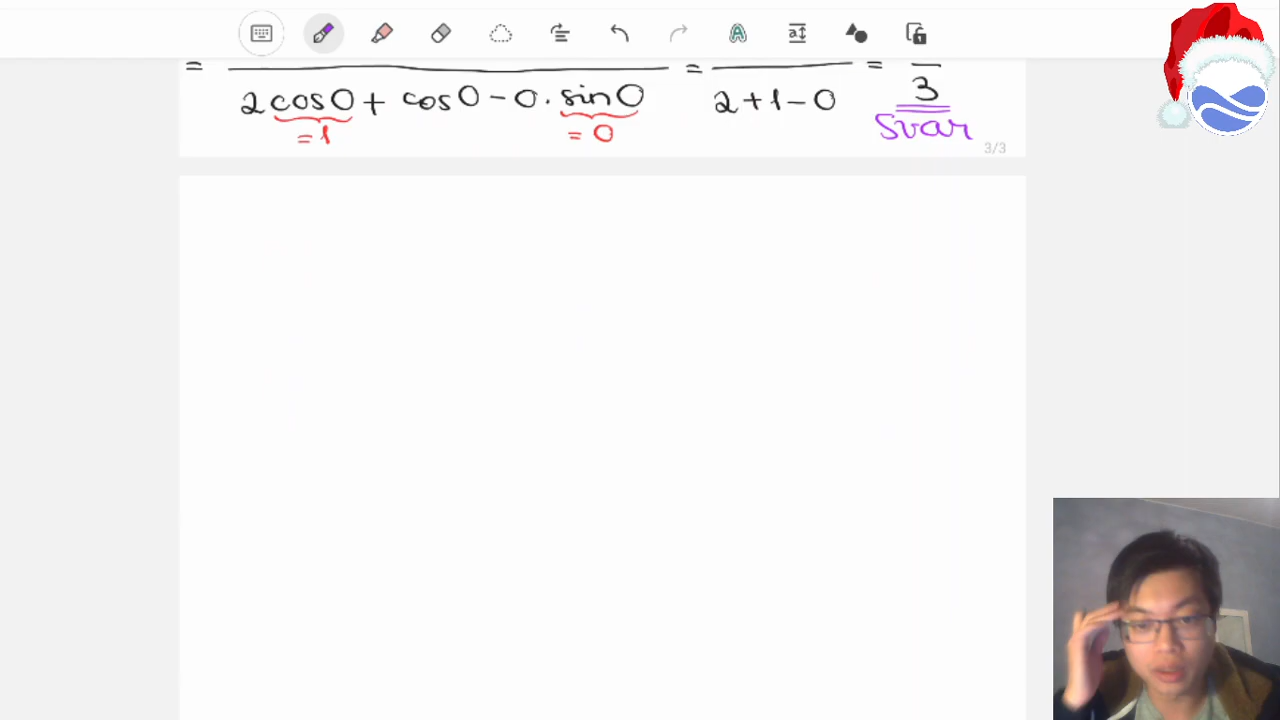 = ―――――――――――――― = ――――― = ―
2cos0 + cos0 - 0 · sin0 2+1-0 3
=1 =0 Svar
3/3